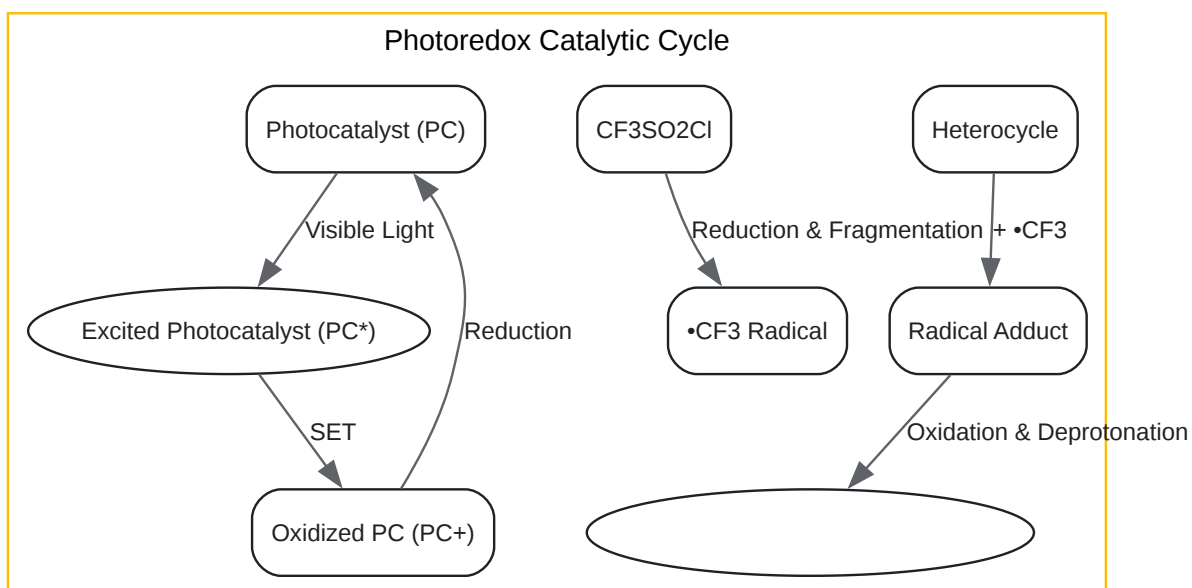 Photoredox Catalytic Cycle
Photocatalyst (PC)
CF3SO2Cl
Heterocycle
Visible Light
Reduction & Fragmentation
+ •CF3
Excited Photocatalyst (PC*)
Reduction
•CF3 Radical
Radical Adduct
SET
Oxidation & Deprotonation
Oxidized PC (PC+)